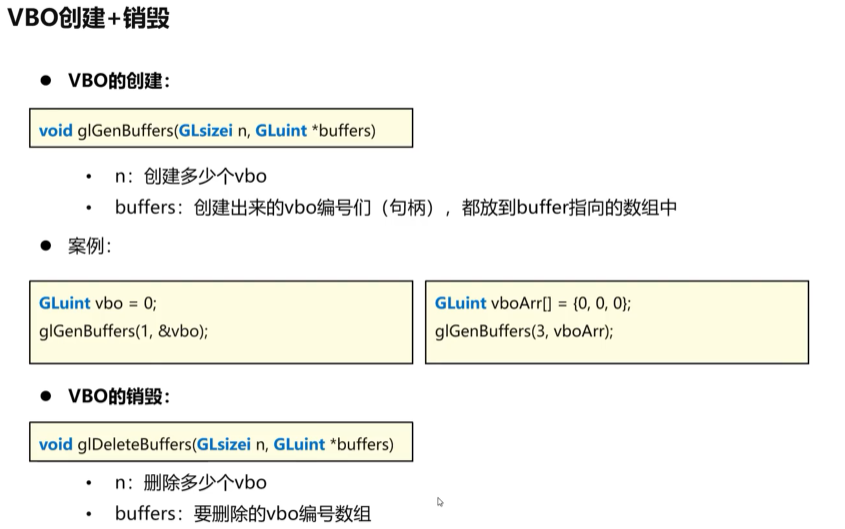 VBO创建+销毁
● VBO的创建:
void glGenBuffers(GLsizei n, GLuint *buffers)
• n：创建多少个vbo
• buffers：创建出来的vbo编号们（句柄），都放到buffer指向的数组中
● 案例:
GLuint vbo = 0;
glGenBuffers(1, &vbo);
GLuint vboArr[] = {0, 0, 0};
glGenBuffers(3, vboArr);
● VBO的销毁:
void glDeleteBuffers(GLsizei n, GLuint *buffers)
• n：删除多少个vbo
• buffers：要删除的vbo编号数组